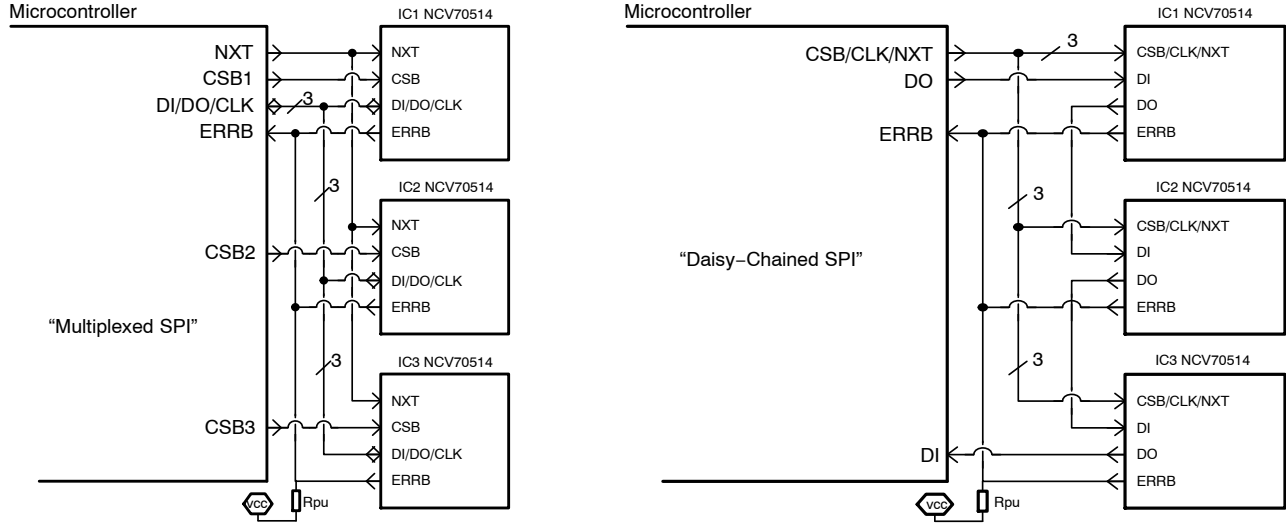 Microcontroller
IC1 NCV70514
NXT
NXT
CSB1
CSB
DI/DO/CLK
3
DI/DO/CLK
ERRB
ERRB
3
IC2 NCV70514
NXT
CSB2
CSB
DI/DO/CLK
ERRB
“Multiplexed SPI”
3
IC3 NCV70514
NXT
CSB3
CSB
DI/DO/CLK
ERRB
VCC
Rpu
Microcontroller
IC1 NCV70514
3
CSB/CLK/NXT
CSB/CLK/NXT
DO
DI
DO
ERRB
ERRB
3
IC2 NCV70514
CSB/CLK/NXT
DI
“Daisy−Chained SPI”
DO
ERRB
3
IC3 NCV70514
CSB/CLK/NXT
DI
DI
DO
ERRB
VCC
Rpu